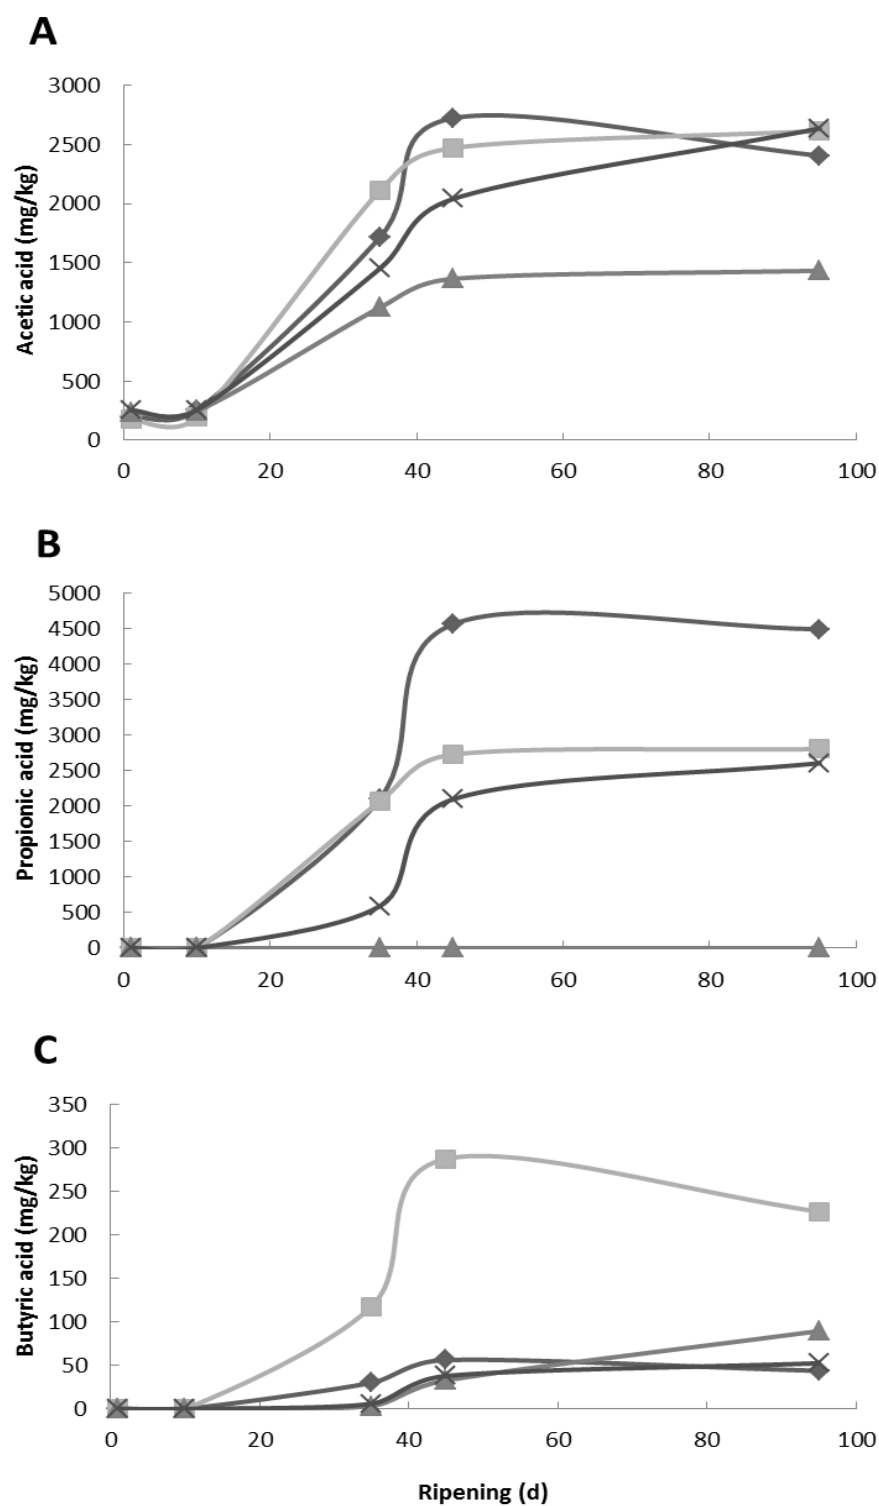 A
3000
2500
2000
1500
1000
500
0
Acetic acid (mg/kg)
0 20 40 60 80 100
B
5000
4500
4000
3500
3000
2500
2000
1500
1000
500
0
Propionic acid (mg/kg)
0 20 40 60 80 100
C
350
300
250
200
150
100
50
0
Butyric acid (mg/kg)
0 20 40 60 80 100
Ripening (d)